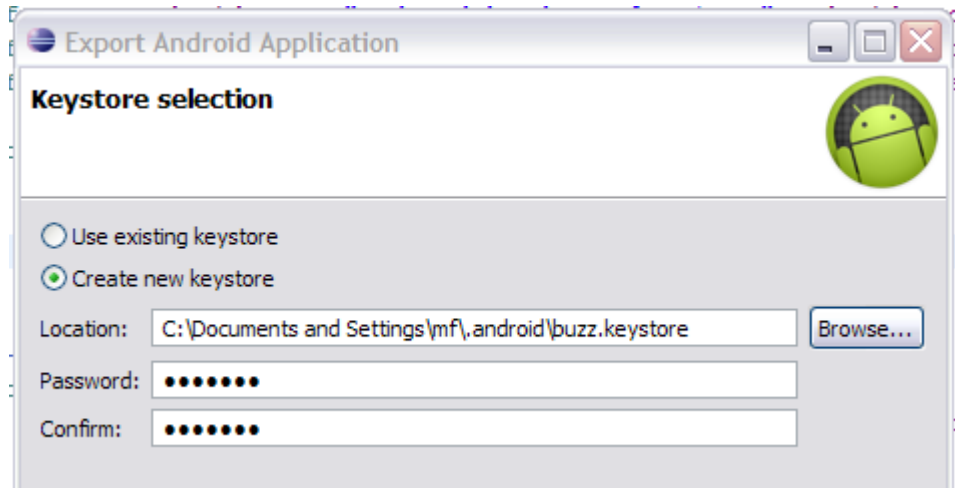 Export Android Application
Keystore selection
Use existing keystore
Create new keystore
Location: C:\Documents and Settings\mf\.android\buzz.keystore Browse...
Password: •••••••
Confirm: •••••••